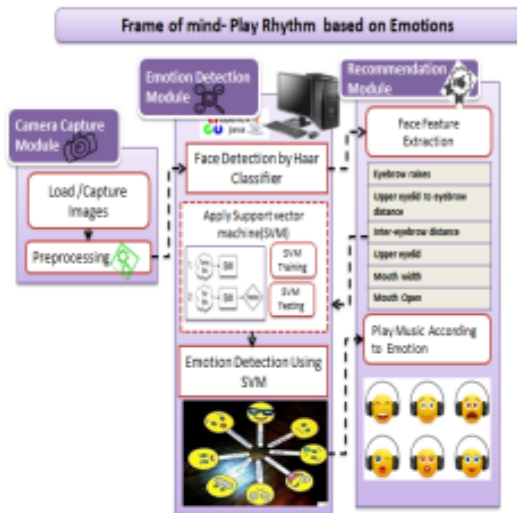 Frame of mind- Play Rhythm based on Emotions
Emotion Detection
Module
Recommendation
Module
Camera Capture
Module
Java
Face Detection by Haar
Classifier
Face Feature
Extraction
Load /Capture
Images
Preprocessing
Eyebrow raises
Upper eyelid to eyebrow
distance
Inter-eyebrow distance
Upper eyelid
Mouth width
Mouth Open
Apply Support vector
machine(SVM)
SVM
Training
SVM
Testing
Emotion Detection Using
SVM
Play Music According
to Emotion